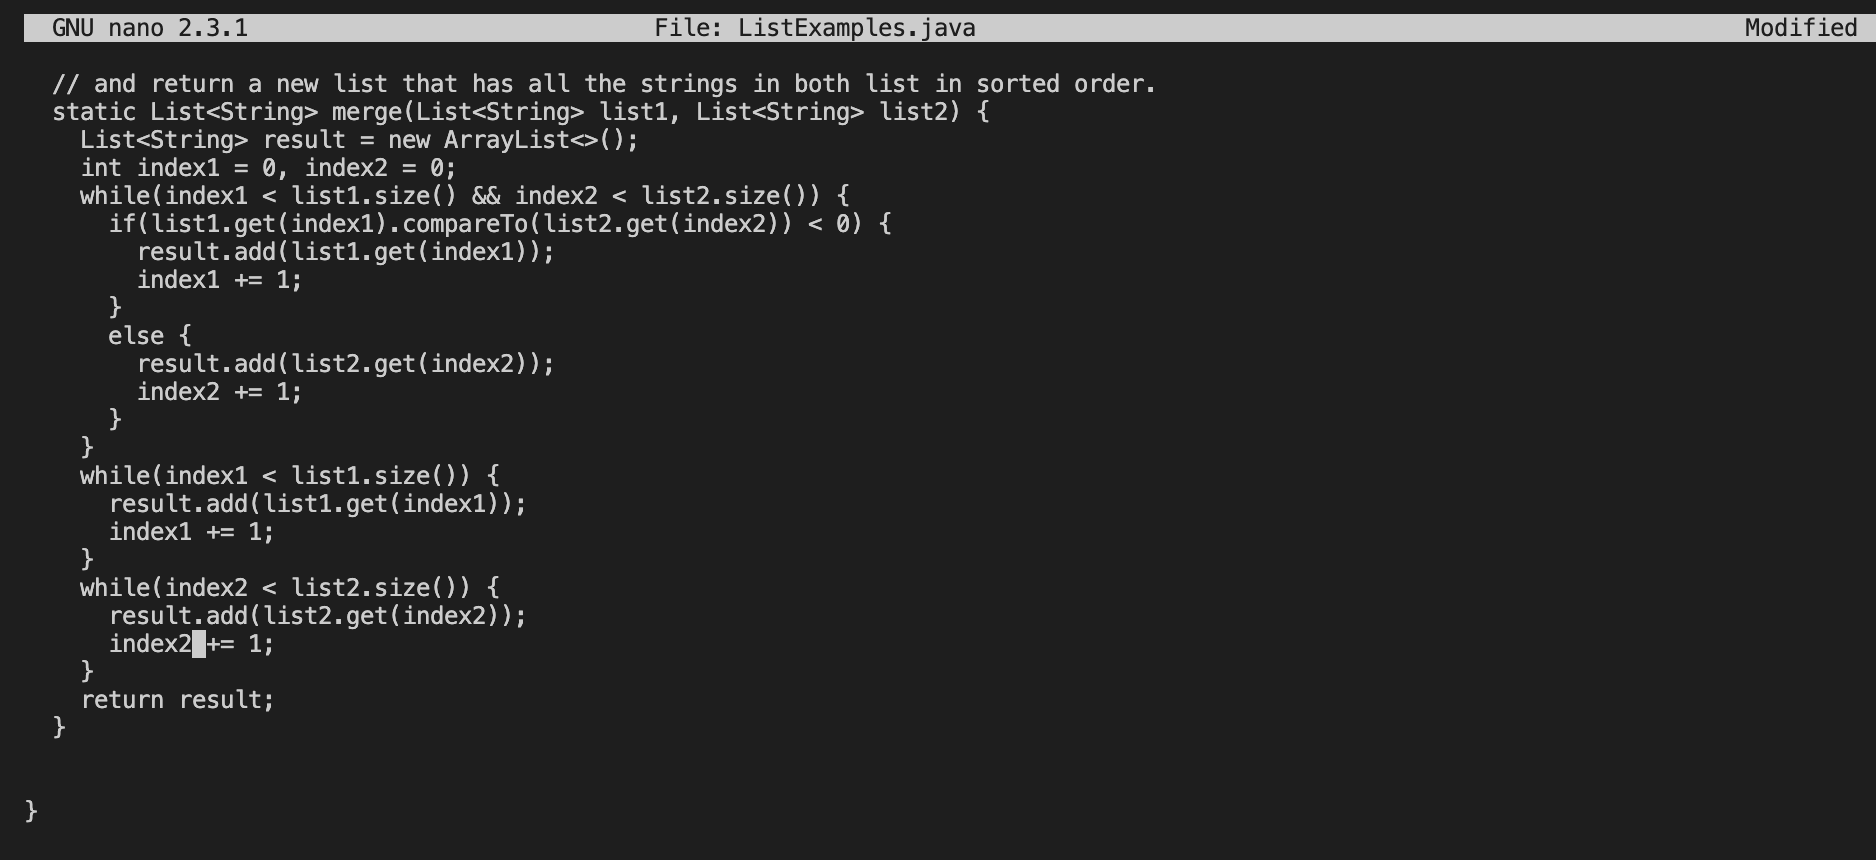 GNU nano 2.3.1 File: ListExamples.java Modified
// and return a new list that has all the strings in both list in sorted order.
static List<String> merge(List<String> list1, List<String> list2) {
List<String> result = new ArrayList<>();
int index1 = 0, index2 = 0;
while(index1 < list1.size() && index2 < list2.size()) {
if(list1.get(index1).compareTo(list2.get(index2)) < 0) {
result.add(list1.get(index1));
index1 += 1;
}
else {
result.add(list2.get(index2));
index2 += 1;
}
}
while(index1 < list1.size()) {
result.add(list1.get(index1));
index1 += 1;
}
while(index2 < list2.size()) {
result.add(list2.get(index2));
index2 += 1;
}
return result;
}
}